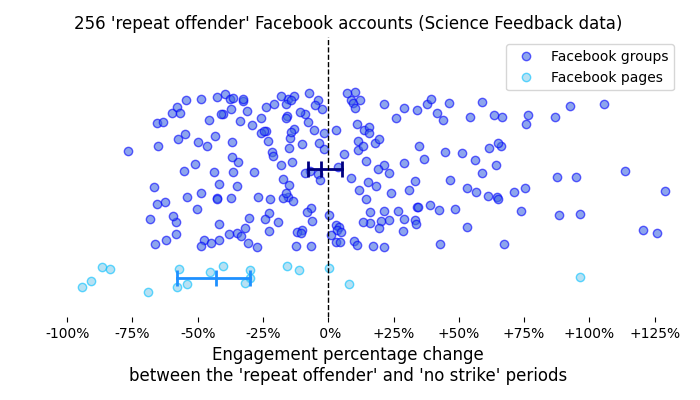 256 'repeat offender' Facebook accounts (Science Feedback data)
Facebook groups
Facebook pages
-100% -75% -50% -25% 0% +25% +50% +75% +100% +125%
Engagement percentage change
between the 'repeat offender' and 'no strike' periods